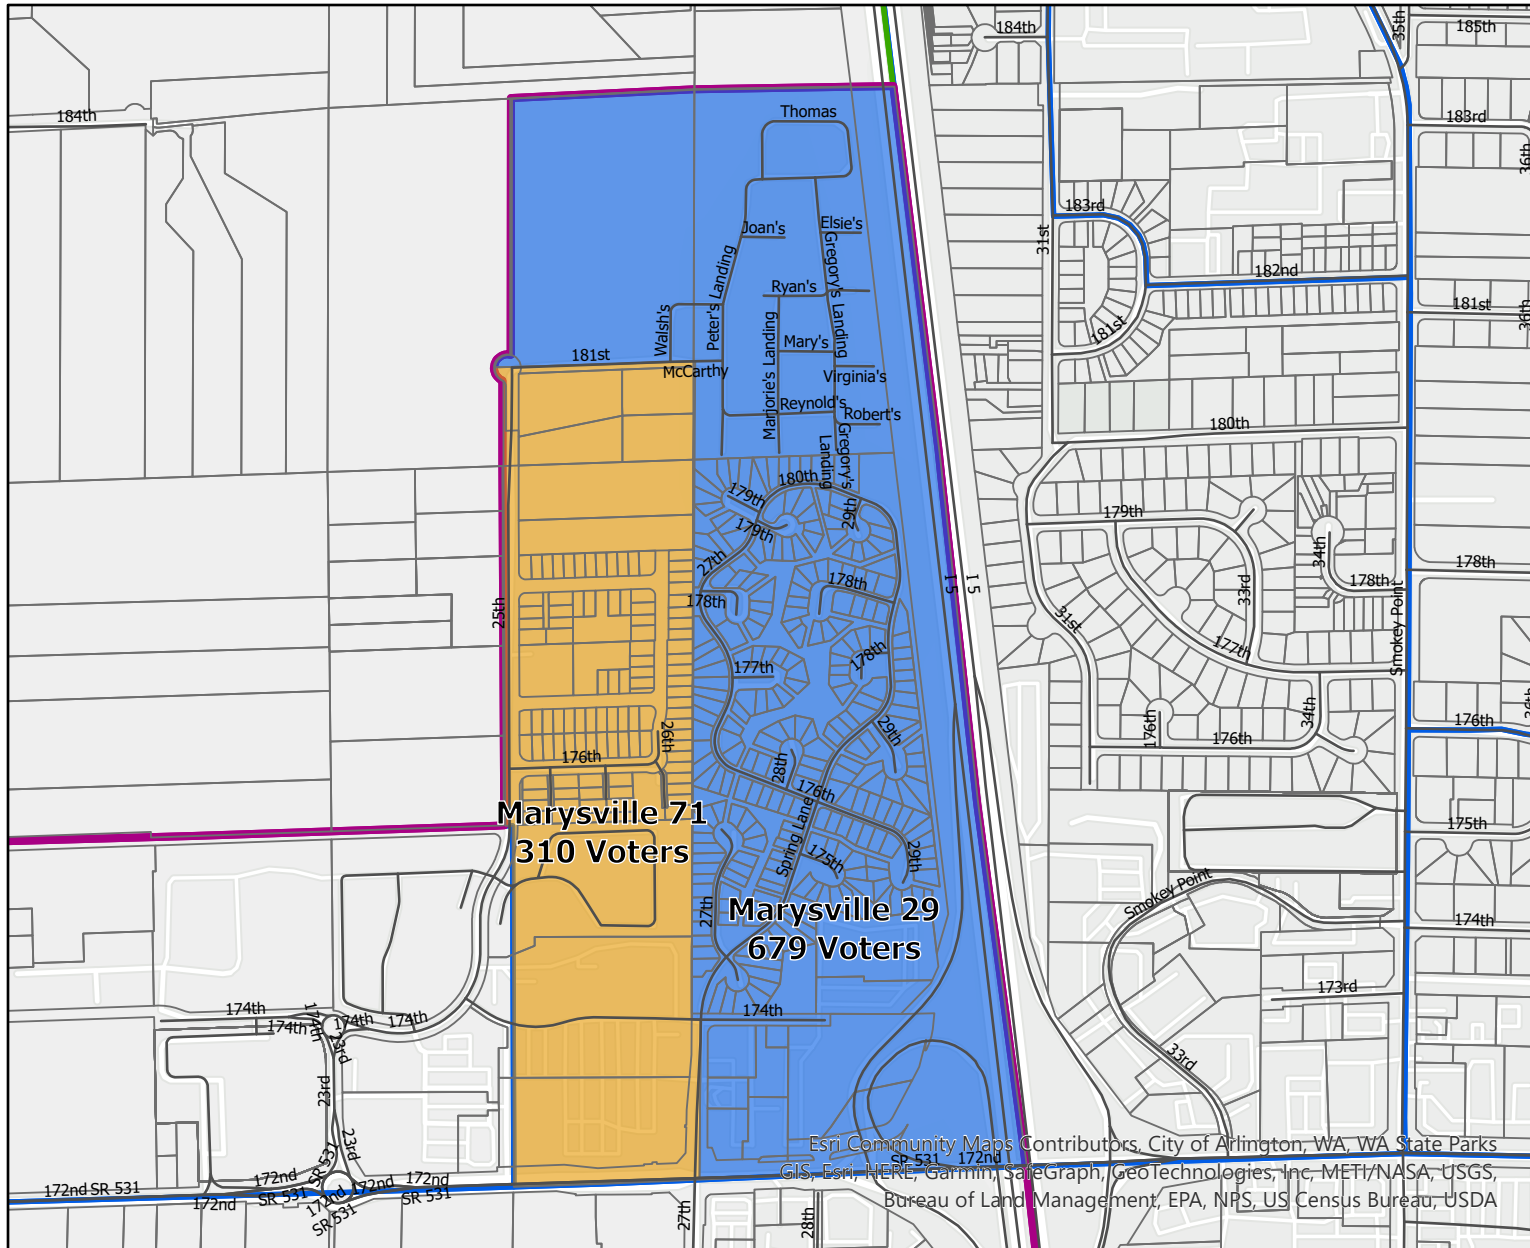 184th
35th
185th
184th
Thomas
183rd
36th
183rd
Joan's
Elsie's
31st
Peter's Landing
Gregory's Landing
182nd
Ryan's
Walsh's
Marjorie's Landing
181st
36th
181st
Mary's
181st
McCarthy
Virginia's
Reynold's
Robert's
180th
Gregory's
Landing
180th
179th
29th
179th
179th
27th
34th
178th
178th
I 5
I 5
178th
33rd
178th
Smokey Point
25th
31st
177th
178th
177th
34th
36th
26th
29th
176th
176th
176th
176th
28th
176th
Marysville 71
310 Voters
Spring Lane
175th
175th
29th
Smokey Point
27th
Marysville 29
679 Voters
174th
173rd
174th
174th
174th
174th
174th
174th
23rd
33rd
23rd
23rd
Esri Community Maps Contributors, City of Arlington, WA, WA State Parks
GIS, Esri, HERE, Garmin, SafeGraph, GeoTechnologies, Inc, METI/NASA, USGS,
Bureau of Land Management, EPA, NPS, US Census Bureau, USDA
SR 531
172nd
SR 531
172nd
172nd
172nd
172nd SR 531
SR 531
SR 531
172nd
172nd
SR 531
27th
28th